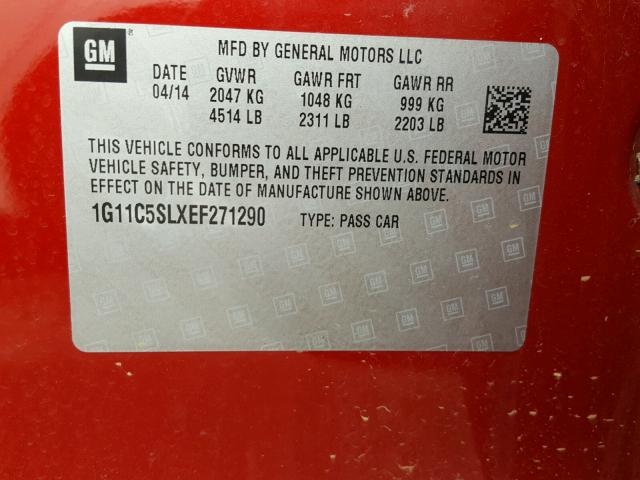 GM
MFD BY GENERAL MOTORS LLC
DATE GVWR GAWR FRT GAWR RR
04/14 2047 KG 1048 KG 999 KG
4514 LB 2311 LB 2203 LB
THIS VEHICLE CONFORMS TO ALL APPLICABLE U.S. FEDERAL MOTOR
VEHICLE SAFETY, BUMPER, AND THEFT PREVENTION STANDARDS IN
EFFECT ON THE DATE OF MANUFACTURE SHOWN ABOVE.
1G11C5SLXEF271290 TYPE: PASS CAR